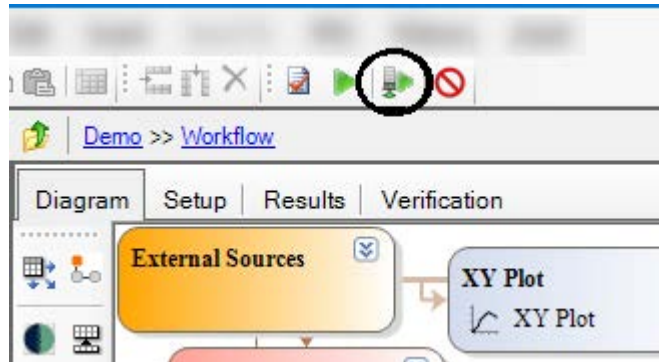 Demo >> Workflow
Diagram Setup Results Verification
External Sources
XY Plot
XY Plot